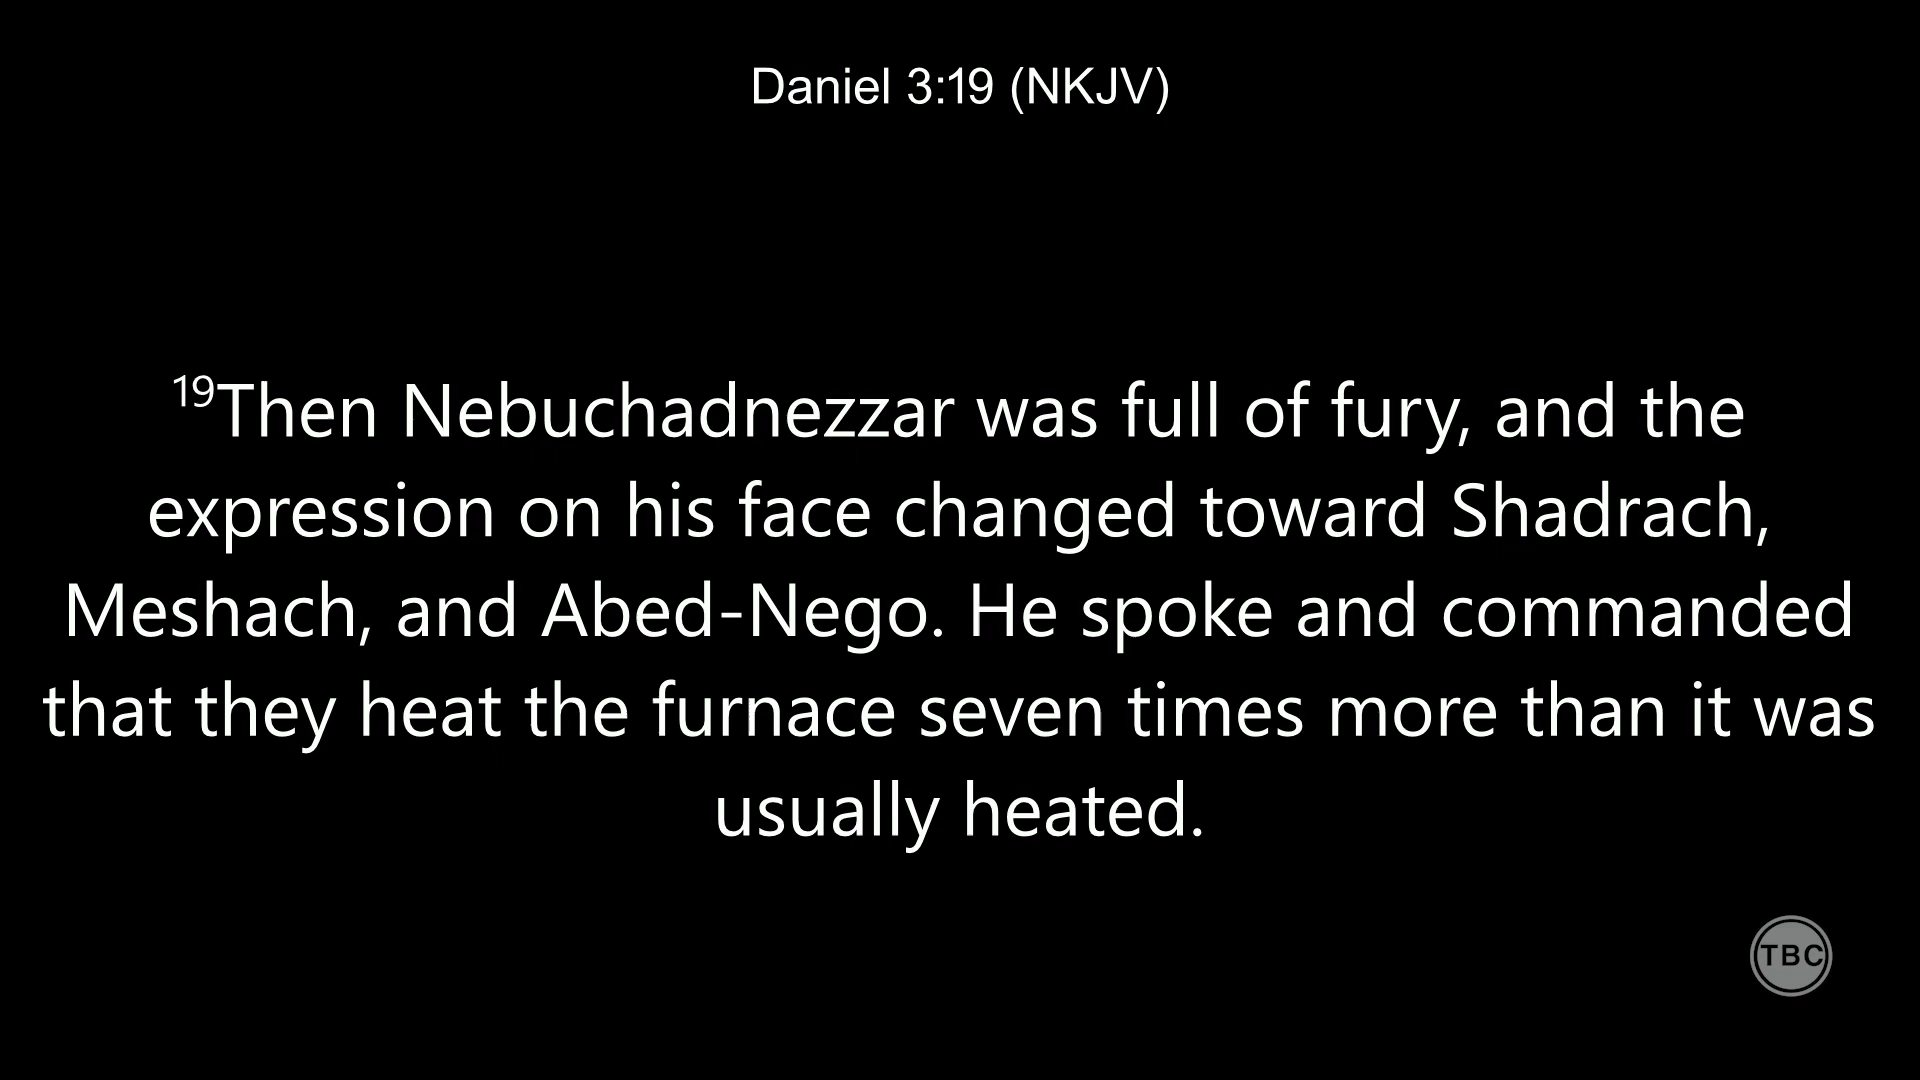 Daniel 3:19 (NKJV)
19Then Nebuchadnezzar was full of fury, and the
expression on his face changed toward Shadrach,
Meshach, and Abed-Nego. He spoke and commanded
that they heat the furnace seven times more than it was
usually heated.
TBC